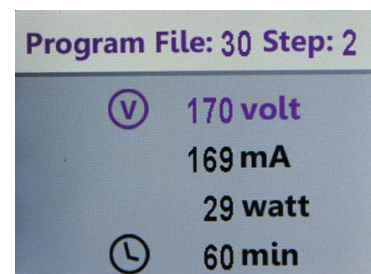 Program File: 30 Step: 2
V 170 volt
169 mA
29 watt
60 min